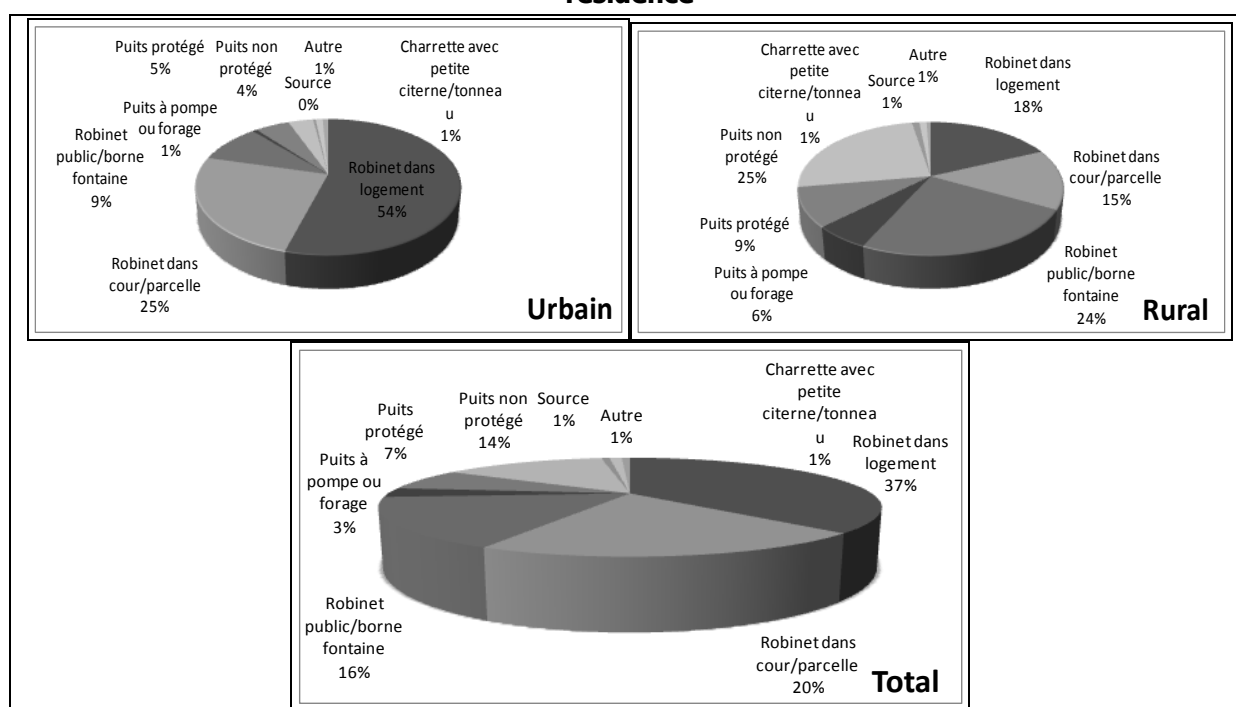 résidence
Puits protégé
5%
Puits non
protégé
4%
Autre
1%
Source
0%
Charrette avec
petite
citerne/tonnea
u
1%
Puits à pompe
ou forage
1%
Robinet
public/borne
fontaine
9%
Robinet dans
logement
54%
Robinet dans
cour/parcelle
25%
Urbain
Charrette avec
petite
citerne/tonnea
u
1%
Autre
1%
Source
1%
Robinet dans
logement
18%
Puits non
protégé
25%
Robinet dans
cour/parcelle
15%
Puits protégé
9%
Puits à pompe
ou forage
6%
Robinet
public/borne
fontaine
24%
Rural
Charrette avec
petite
citerne/tonnea
u
1%
Puits
protégé
7%
Puits non
protégé
14%
Source
1%
Autre
1%
Robinet dans
logement
37%
Puits à
pompe ou
forage
3%
Robinet
public/borne
fontaine
16%
Robinet dans
cour/parcelle
20%
Total